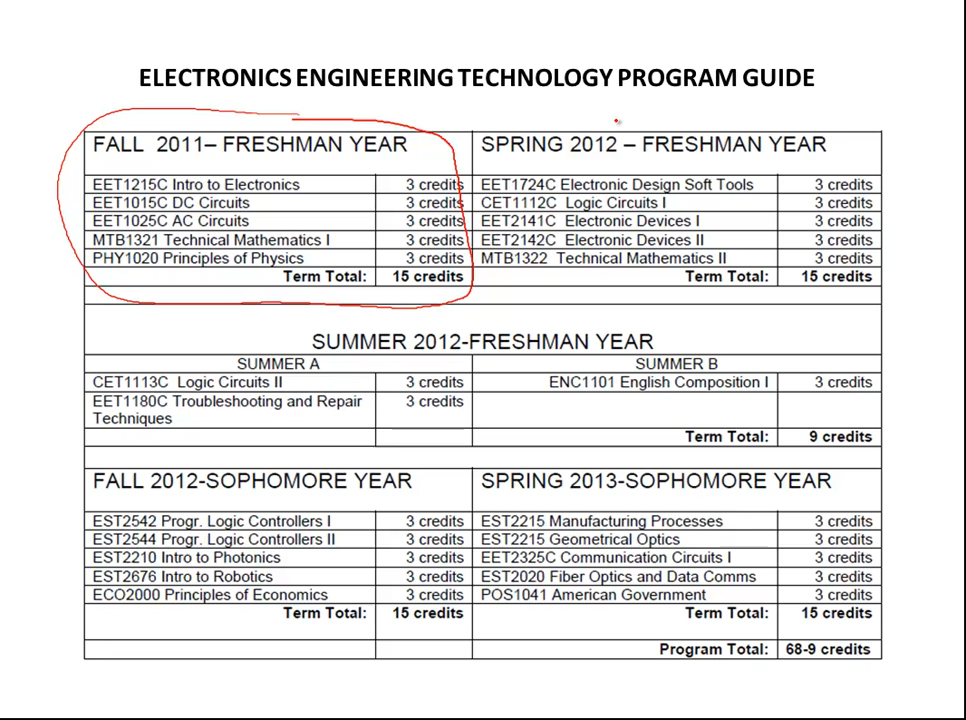 ELECTRONICS ENGINEERING TECHNOLOGY PROGRAM GUIDE
FALL 2011– FRESHMAN YEAR
EET1215C Intro to Electronics 3 credits
EET1015C DC Circuits 3 credits
EET1025C AC Circuits 3 credits
MTB1321 Technical Mathematics I 3 credits
PHY1020 Principles of Physics 3 credits
Term Total: 15 credits
SPRING 2012 – FRESHMAN YEAR
EET1724C Electronic Design Soft Tools 3 credits
CET1112C Logic Circuits I 3 credits
EET2141C Electronic Devices I 3 credits
EET2142C Electronic Devices II 3 credits
MTB1322 Technical Mathematics II 3 credits
Term Total: 15 credits
SUMMER 2012-FRESHMAN YEAR
SUMMER A
CET1113C Logic Circuits II 3 credits
EET1180C Troubleshooting and Repair 3 credits
Techniques
SUMMER B
ENC1101 English Composition I 3 credits
Term Total: 9 credits
FALL 2012-SOPHOMORE YEAR
EST2542 Progr. Logic Controllers I 3 credits
EST2544 Progr. Logic Controllers II 3 credits
EST2210 Intro to Photonics 3 credits
EST2676 Intro to Robotics 3 credits
ECO2000 Principles of Economics 3 credits
Term Total: 15 credits
SPRING 2013-SOPHOMORE YEAR
EST2215 Manufacturing Processes 3 credits
EST2215 Geometrical Optics 3 credits
EET2325C Communication Circuits I 3 credits
EST2020 Fiber Optics and Data Comms 3 credits
POS1041 American Government 3 credits
Term Total: 15 credits
Program Total: 68-9 credits